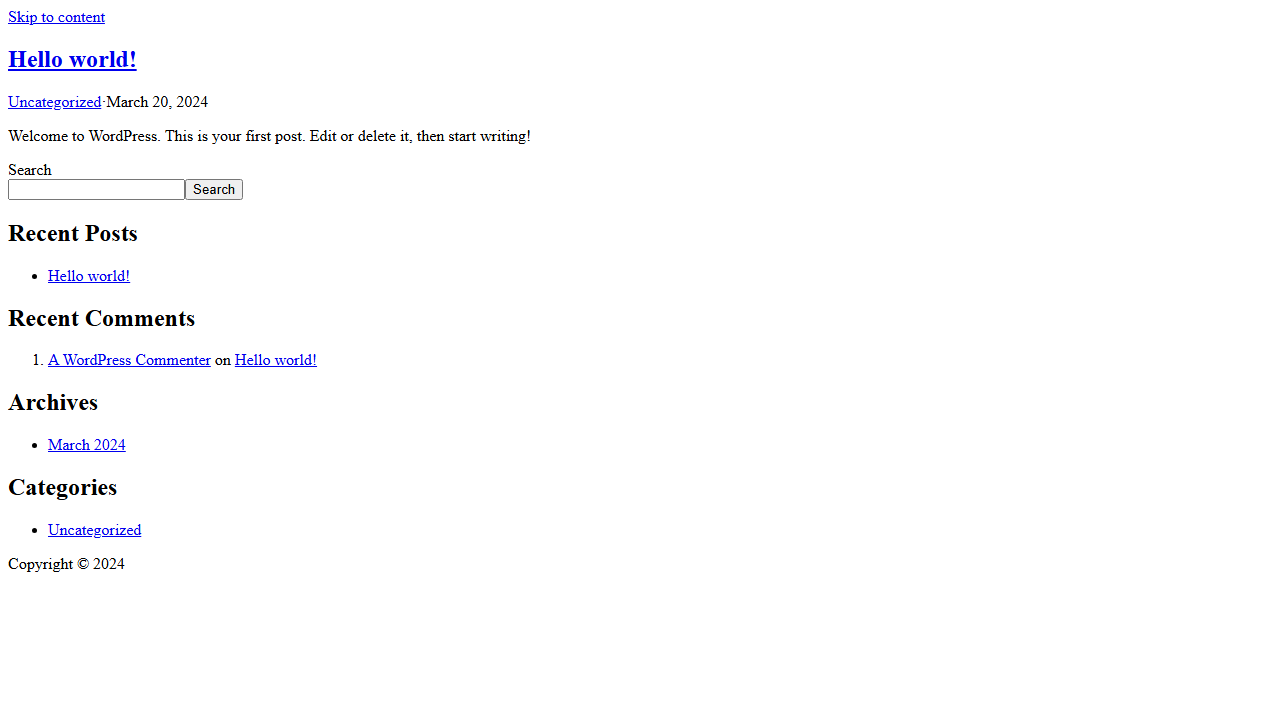 Skip to content
Hello world!
Uncategorized·March 20, 2024
Welcome to WordPress. This is your first post. Edit or delete it, then start writing!
Search
Search
Recent Posts
Hello world!
Recent Comments
1. A WordPress Commenter on Hello world!
Archives
March 2024
Categories
Uncategorized
Copyright © 2024